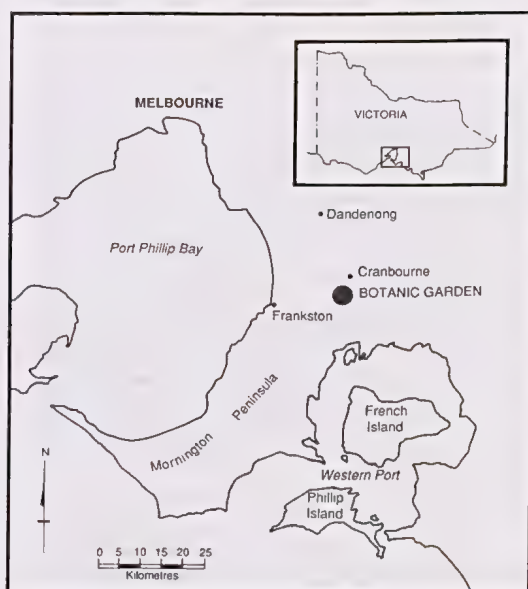 MELBOURNE
VICTORIA
Dandenong
Port Phillip Bay
Cranbourne
BOTANIC GARDEN
Frankston
Mornington Peninsula
French
Island
Western Port
Phillip
Island
N
0 5 10 15 20 25
Kilometres